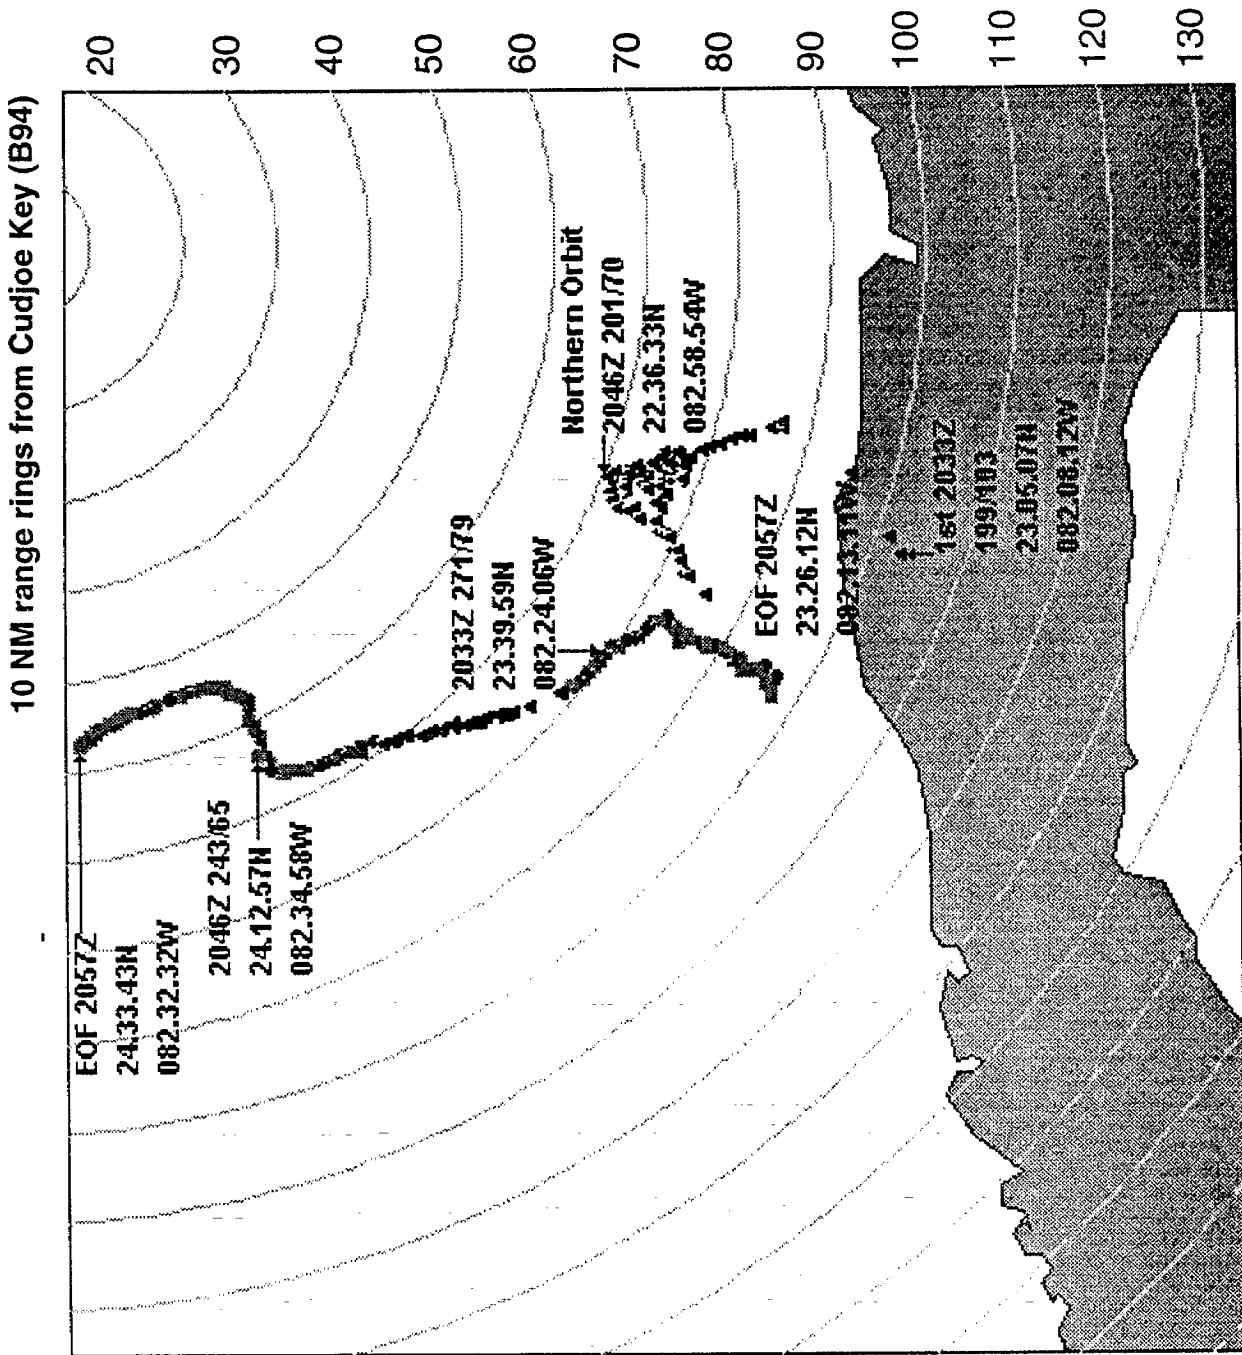 10 NM range rings from Cudjoe Key (B94)
20
30
40
50
60
70
80
90
100
110
120
130
EOF 2057Z
24.33.43N
082.32.32W
2046Z 243/65
24.12.57N
082.34.58W
2033Z 271/79
23.39.59N
082.24.06W
Northern Orbit
2046Z 201/70
22.36.33N
082.58.54W
EOF 2057Z
23.26.12N
082.13.11W
1st 2033Z
199/103
23.05.07N
082.08.12W